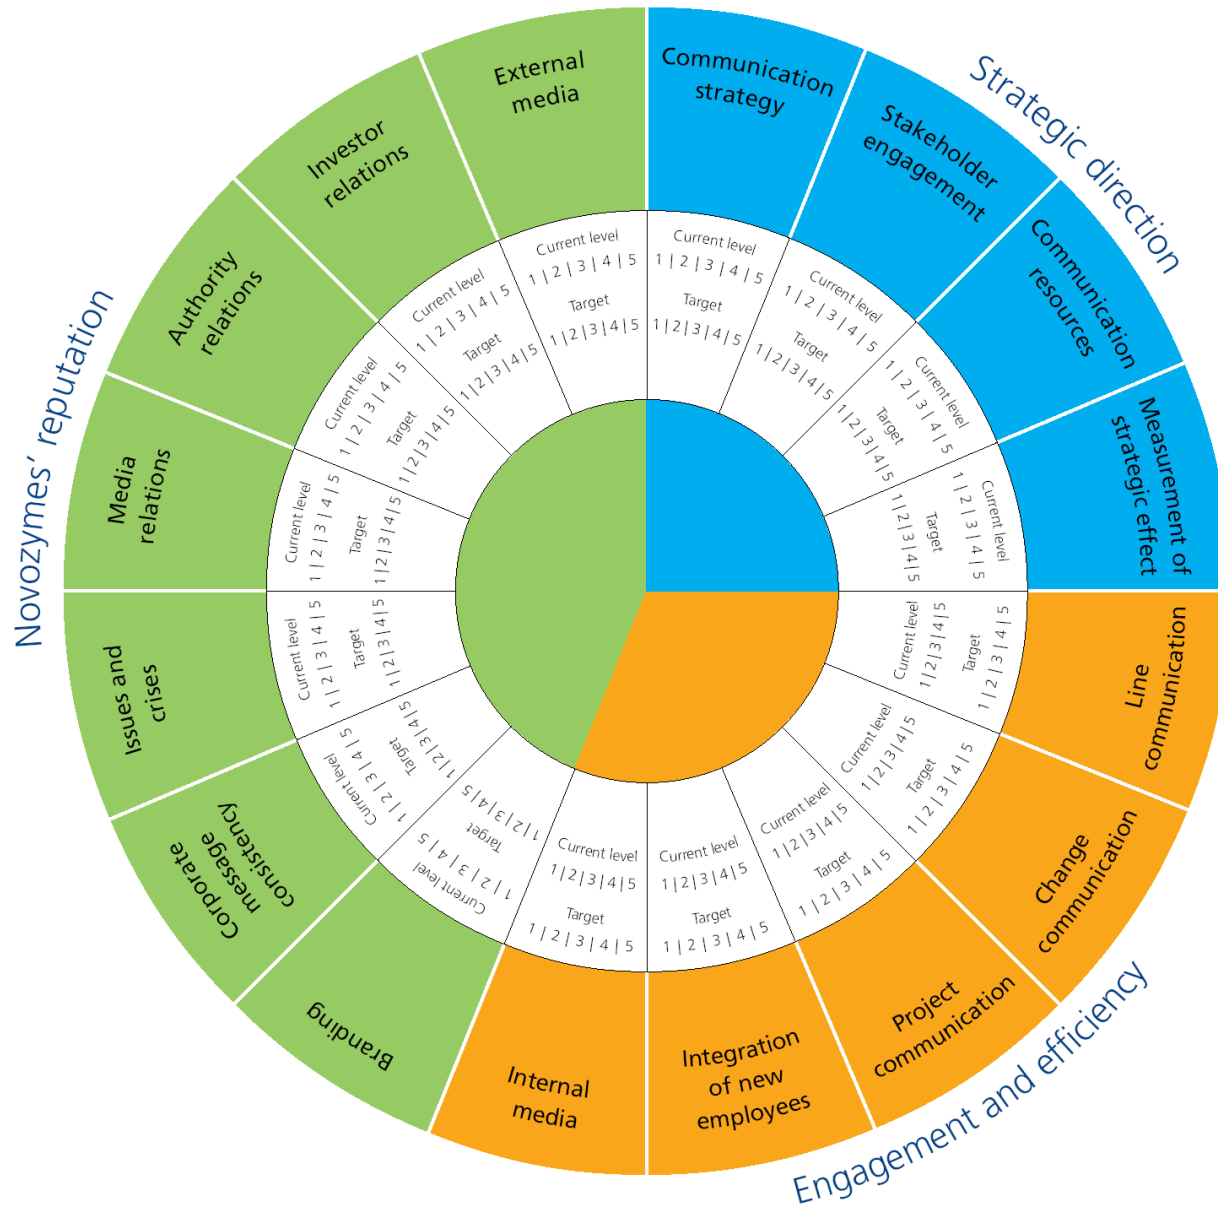 Strategic direction
Communication
strategy
Current level
1 | 2 | 3 | 4 | 5
Target
1 | 2 | 3 | 4 | 5
Stakeholder
engagement
Current level
1 | 2 | 3 | 4 | 5
Target
1 | 2 | 3 | 4 | 5
Communication
resources
Current level
1 | 2 | 3 | 4 | 5
Target
1 | 2 | 3 | 4 | 5
Measurement of
strategic effect
Current level
1 | 2 | 3 | 4 | 5
Target
1 | 2 | 3 | 4 | 5
Engagement and efficiency
Line
communication
Current level
1 | 2 | 3 | 4 | 5
Target
1 | 2 | 3 | 4 | 5
Change
communication
Current level
1 | 2 | 3 | 4 | 5
Target
1 | 2 | 3 | 4 | 5
Project
communication
Current level
1 | 2 | 3 | 4 | 5
Target
1 | 2 | 3 | 4 | 5
Integration
of new
employees
Current level
1 | 2 | 3 | 4 | 5
Target
1 | 2 | 3 | 4 | 5
Internal
media
Current level
1 | 2 | 3 | 4 | 5
Target
1 | 2 | 3 | 4 | 5
Novozymes’ reputation
Branding
Current level
1 | 2 | 3 | 4 | 5
Target
1 | 2 | 3 | 4 | 5
Corporate
message
consistency
Current level
1 | 2 | 3 | 4 | 5
Target
1 | 2 | 3 | 4 | 5
Issues and
crises
Current level
1 | 2 | 3 | 4 | 5
Target
1 | 2 | 3 | 4 | 5
Media
relations
Current level
1 | 2 | 3 | 4 | 5
Target
1 | 2 | 3 | 4 | 5
Authority
relations
Current level
1 | 2 | 3 | 4 | 5
Target
1 | 2 | 3 | 4 | 5
Investor
relations
Current level
1 | 2 | 3 | 4 | 5
Target
1 | 2 | 3 | 4 | 5
External
media
Current level
1 | 2 | 3 | 4 | 5
Target
1 | 2 | 3 | 4 | 5